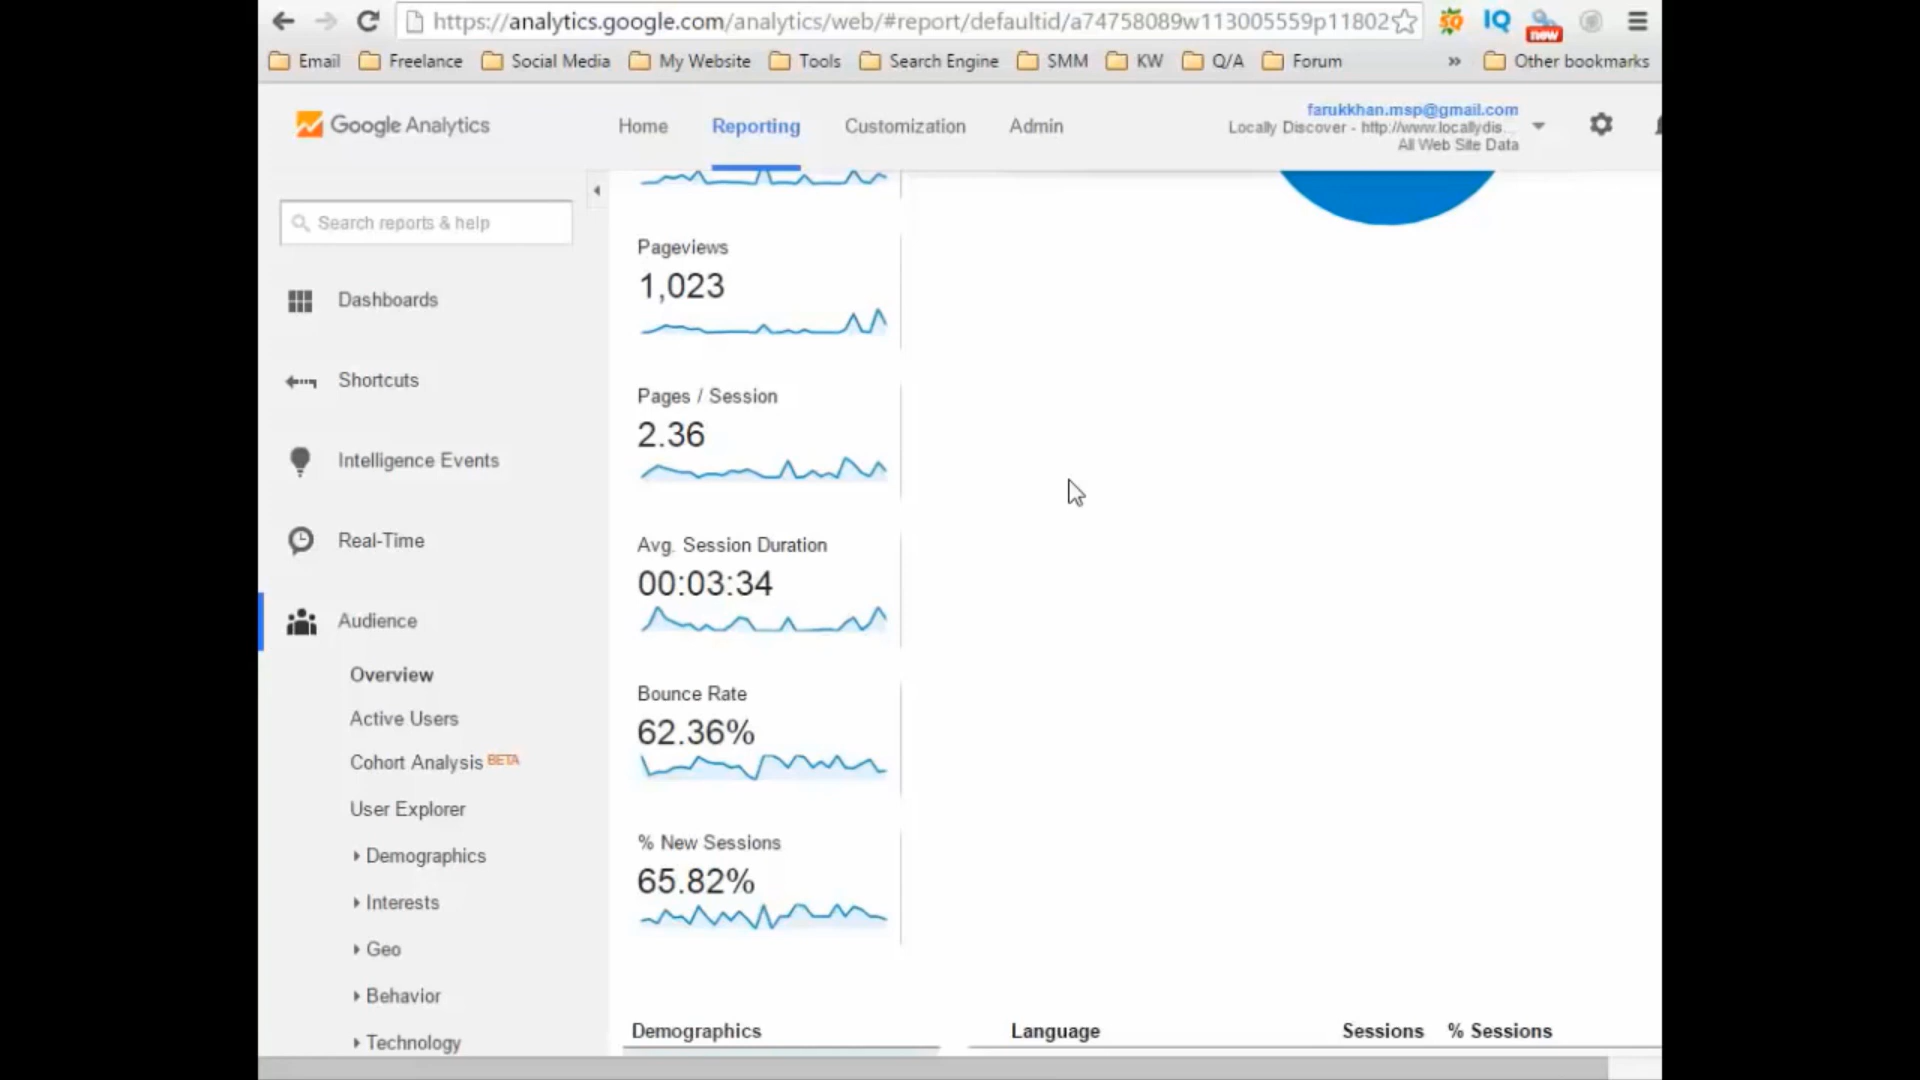 https://analytics.google.com/analytics/web/#report/defaultid/a74758089w113005559p11802
SQ
IQ
new
Email
Freelance
Social Media
My Website
Tools
Search Engine
SMM
KW
Q/A
Forum
»
Other bookmarks
Google Analytics
Home
Reporting
Customization
Admin
farukkhan.msp@gmail.com
Locally Discover - http://www.locallydis...
All Web Site Data
Search reports & help
Dashboards
Shortcuts
Intelligence Events
Real-Time
Audience
Overview
Active Users
Cohort Analysis BETA
User Explorer
Demographics
Interests
Geo
Behavior
Technology
Pageviews
1,023
Pages / Session
2.36
Avg. Session Duration
00:03:34
Bounce Rate
62.36%
% New Sessions
65.82%
Demographics
Language
Sessions
% Sessions